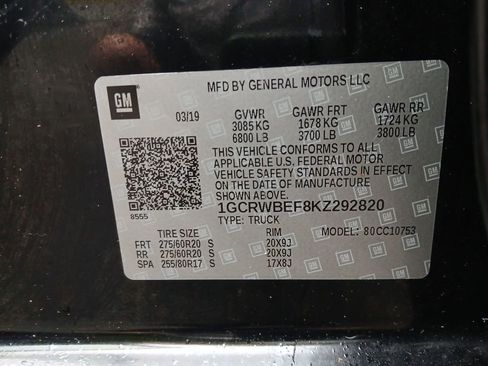 MFD BY GENERAL MOTORS LLC
GM
03/19 GVWR GAWR FRT GAWR RR
3085 KG 1678 KG 1724 KG
6800 LB 3700 LB 3800 LB
THIS VEHICLE CONFORMS TO ALL
APPLICABLE U.S. FEDERAL MOTOR
VEHICLE SAFETY STANDARDS IN EFFECT
ON THE DATE OF MANUFACTURE
SHOWN ABOVE.
8555
1GCRWBEF8KZ292820
TYPE: TRUCK
TIRE SIZE RIM MODEL: 80CC10753
FRT 275/60R20 S 20X9J
RR 275/60R20 S 20X9J
SPA 255/80R17 S 17X8J